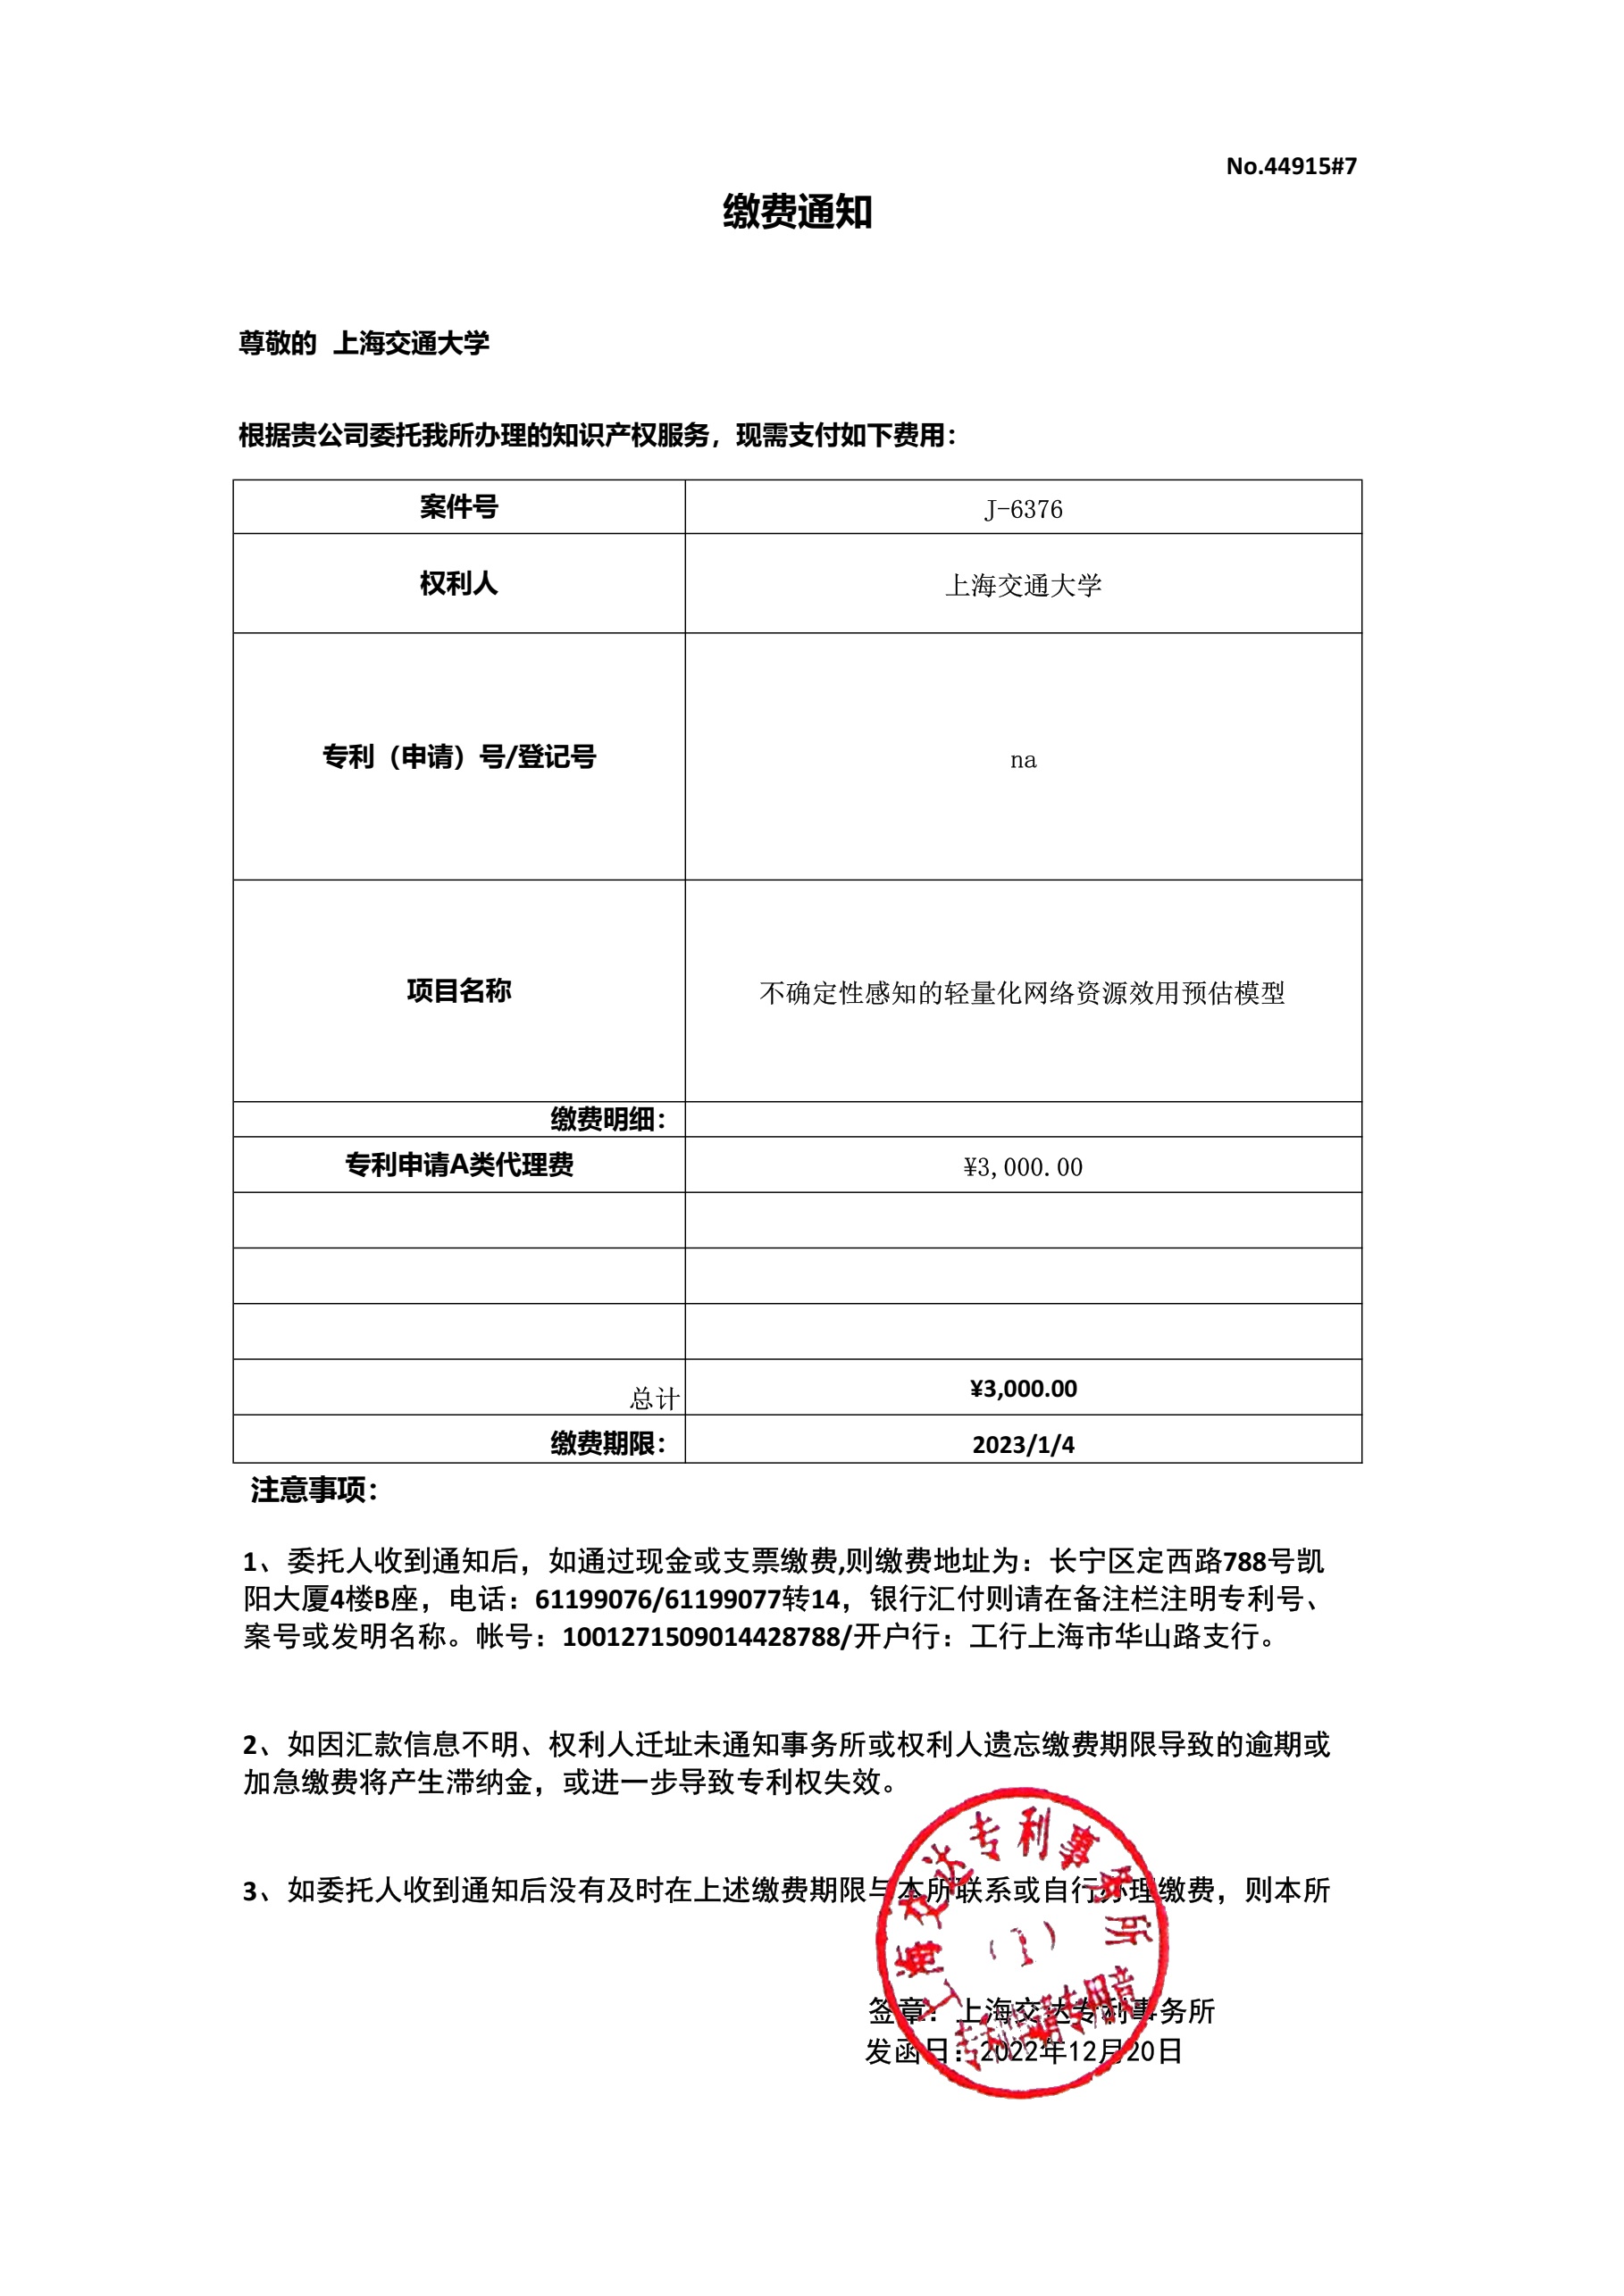 No.44915#7
缴费通知
尊敬的 上海交通大学
根据贵公司委托我所办理的知识产权服务，现需支付如下费用：
案件号 J-6376
权利人 上海交通大学
专利（申请）号/登记号 na
项目名称 不确定性感知的轻量化网络资源效用预估模型
缴费明细：
专利申请A类代理费 ¥3,000.00
总计 ¥3,000.00
缴费期限： 2023/1/4
注意事项：
1、委托人收到通知后，如通过现金或支票缴费,则缴费地址为：长宁区定西路788号凯
阳大厦4楼B座，电话：61199076/61199077转14，银行汇付则请在备注栏注明专利号、
案号或发明名称。帐号：1001271509014428788/开户行：工行上海市华山路支行。
2、如因汇款信息不明、权利人迁址未通知事务所或权利人遗忘缴费期限导致的逾期或
加急缴费将产生滞纳金，或进一步导致专利权失效。
3、如委托人收到通知后没有及时在上述缴费期限与本所联系或自行办理缴费，则本所
签章：上海交达专利事务所
发函日：2022年12月20日
上海交达专利事务所
(1)
专利申请专用章